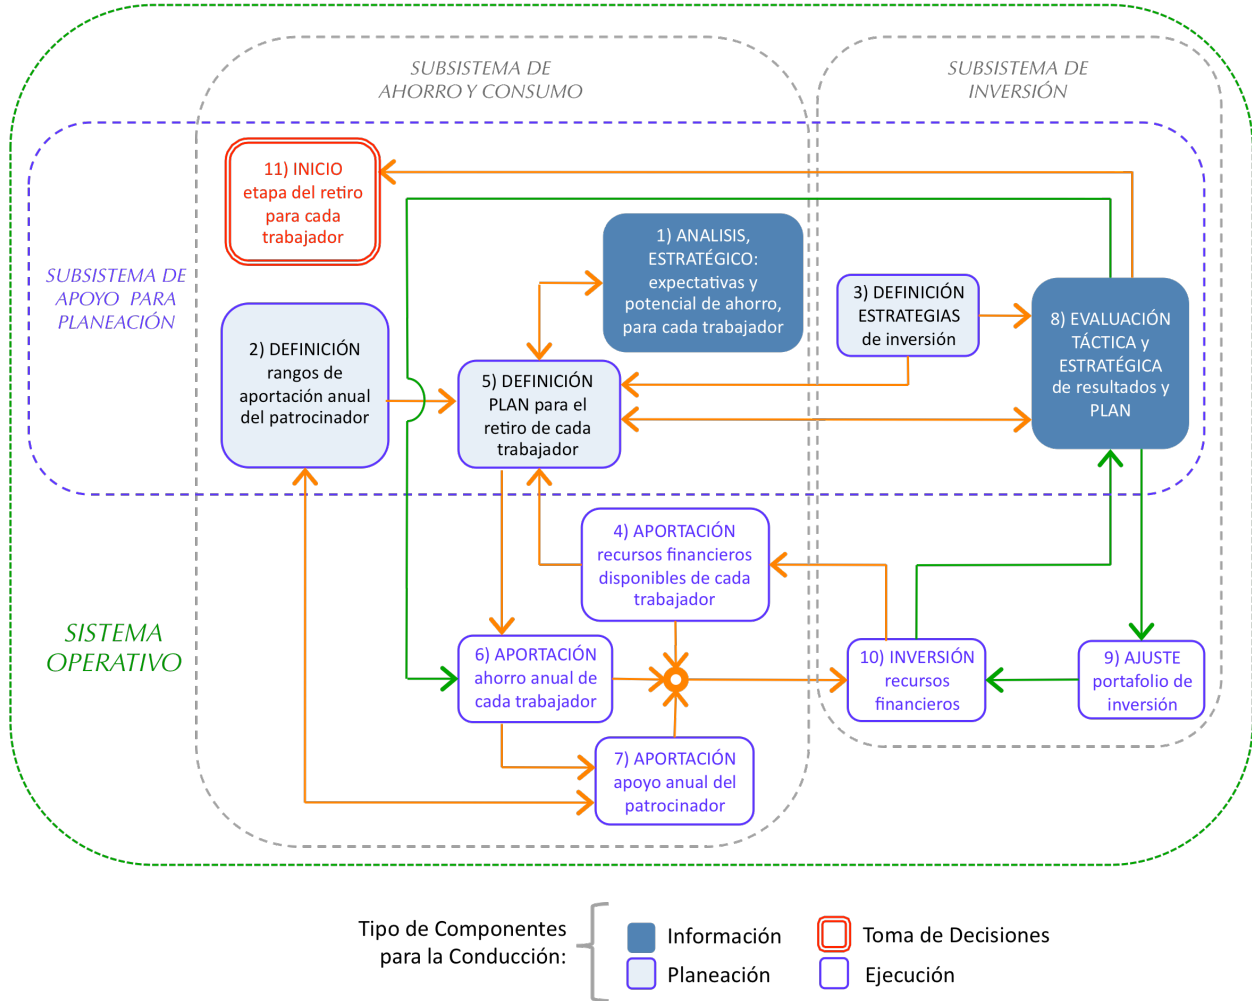 SUBSISTEMA DE
AHORRO Y CONSUMO
SUBSISTEMA DE
INVERSIÓN
11) INICIO
etapa del retiro
para cada
trabajador
1) ANALISIS,
ESTRATÉGICO:
expectativas y
potencial de ahorro,
para cada trabajador
SUBSISTEMA DE
APOYO PARA
PLANEACIÓN
2) DEFINICIÓN
rangos de
aportación anual
del patrocinador
3) DEFINICIÓN
ESTRATEGIAS
de inversión
8) EVALUACIÓN
TÁCTICA y
ESTRATÉGICA
de resultados y
PLAN
5) DEFINICIÓN
PLAN para el
retiro de cada
trabajador
4) APORTACIÓN
recursos financieros
disponibles de cada
trabajador
SISTEMA
OPERATIVO
6) APORTACIÓN
ahorro anual de
cada trabajador
10) INVERSIÓN
recursos
financieros
9) AJUSTE
portafolio de
inversión
7) APORTACIÓN
apoyo anual del
patrocinador
Tipo de Componentes
para la Conducción:
Información
Toma de Decisiones
Planeación
Ejecución